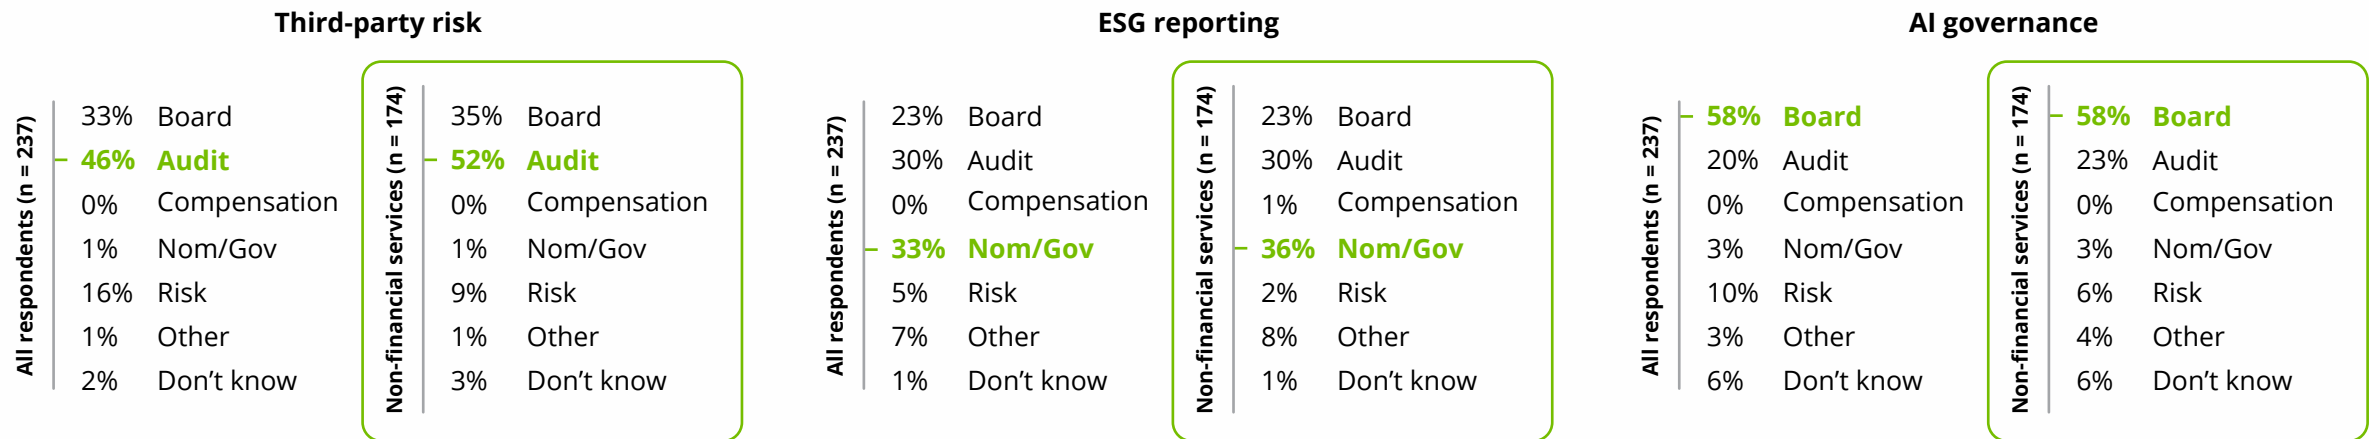 Third-party risk
All respondents (n = 237)
33% Board
46% Audit
0% Compensation
1% Nom/Gov
16% Risk
1% Other
2% Don’t know
Non-financial services (n = 174)
35% Board
52% Audit
0% Compensation
1% Nom/Gov
9% Risk
1% Other
3% Don’t know
ESG reporting
All respondents (n = 237)
23% Board
30% Audit
0% Compensation
33% Nom/Gov
5% Risk
7% Other
1% Don’t know
Non-financial services (n = 174)
23% Board
30% Audit
1% Compensation
36% Nom/Gov
2% Risk
8% Other
1% Don’t know
AI governance
All respondents (n = 237)
58% Board
20% Audit
0% Compensation
3% Nom/Gov
10% Risk
3% Other
6% Don’t know
Non-financial services (n = 174)
58% Board
23% Audit
0% Compensation
3% Nom/Gov
6% Risk
4% Other
6% Don’t know